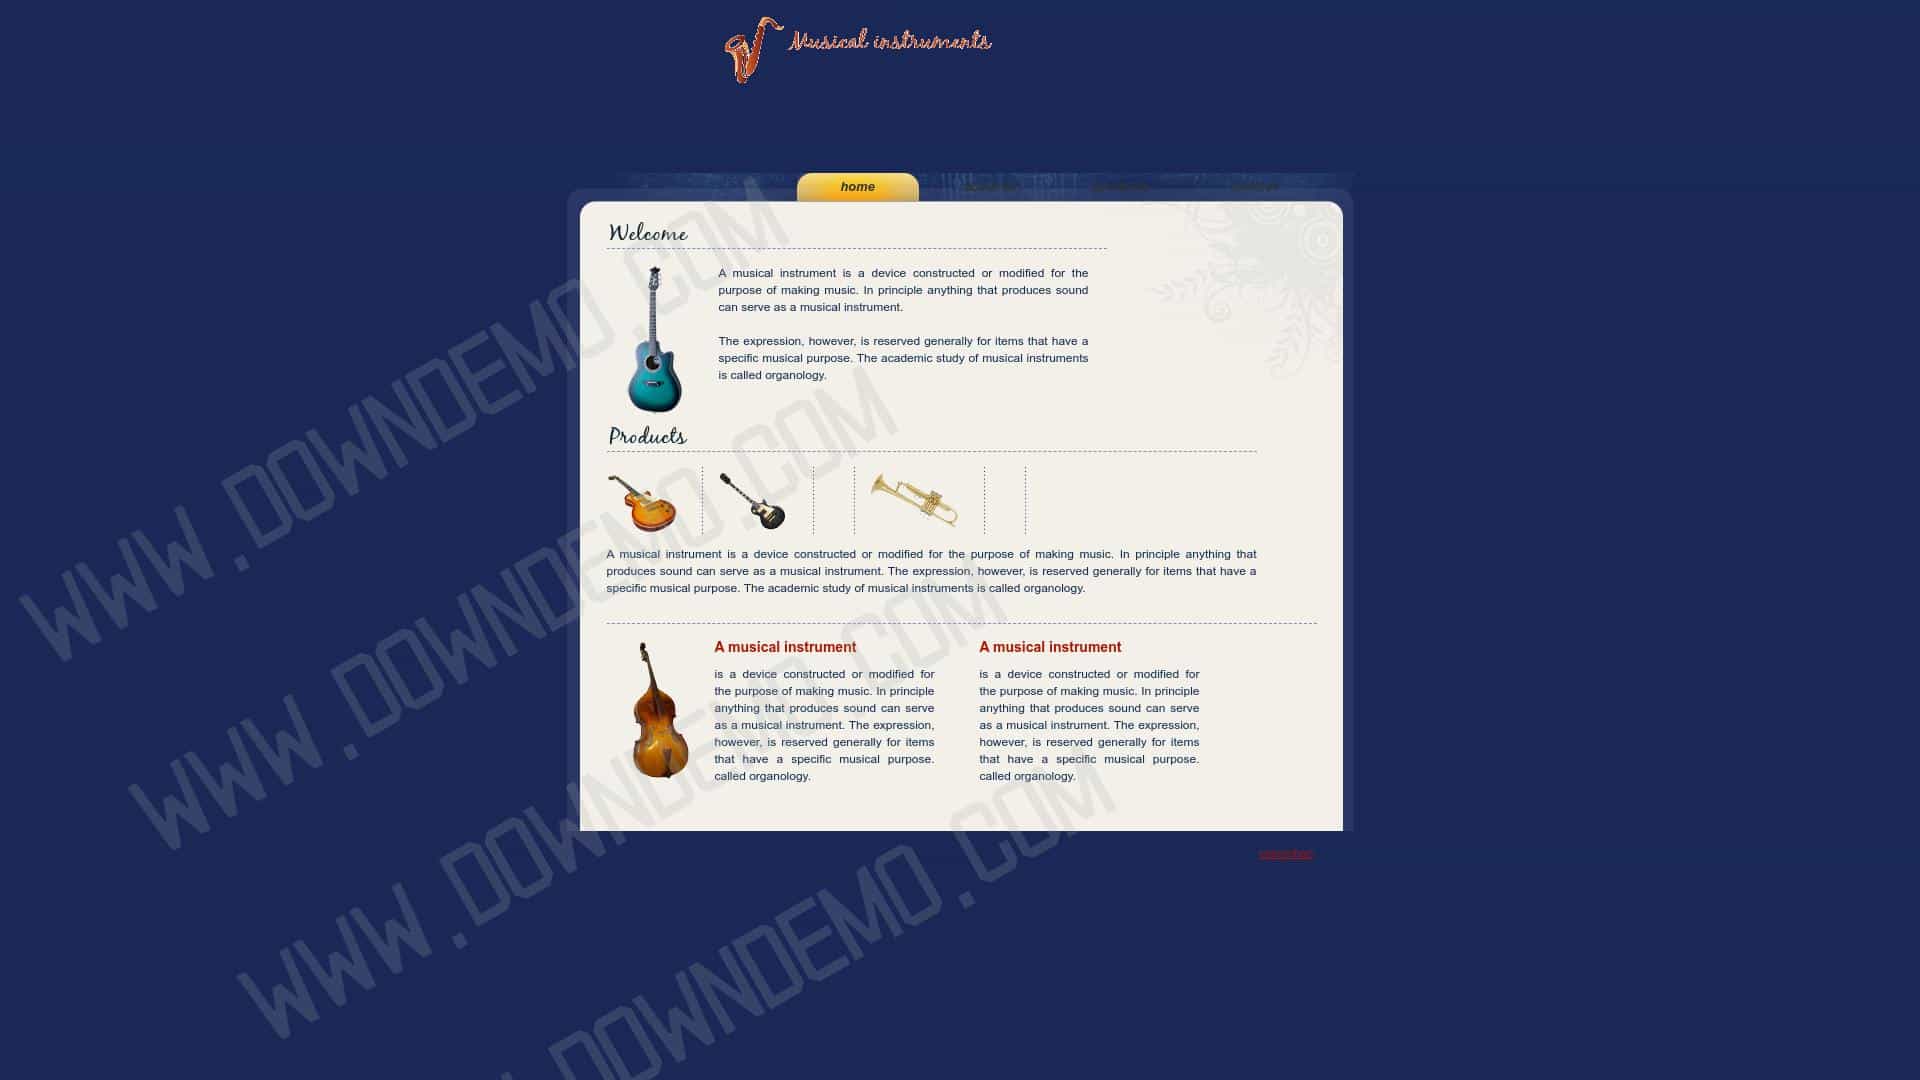 Musical instruments
home
Welcome
A musical instrument is a device constructed or modified for the
purpose of making music. In principle anything that produces sound
can serve as a musical instrument.
The expression, however, is reserved generally for items that have a
specific musical purpose. The academic study of musical instruments
is called organology.
Products
A musical instrument is a device constructed or modified for the purpose of making music. In principle anything that
produces sound can serve as a musical instrument. The expression, however, is reserved generally for items that have a
specific musical purpose. The academic study of musical instruments is called organology.
A musical instrument
is a device constructed or modified for
the purpose of making music. In principle
anything that produces sound can serve
as a musical instrument. The expression,
however, is reserved generally for items
that have a specific musical purpose.
called organology.
A musical instrument
is a device constructed or modified for
the purpose of making music. In principle
anything that produces sound can serve
as a musical instrument. The expression,
however, is reserved generally for items
that have a specific musical purpose.
called organology.
WWW.DOWNDEMO.COM
WWW.DOWNDEMO.COM
WWW.DOWNDEMO.COM
.DOWNDEMO.COM